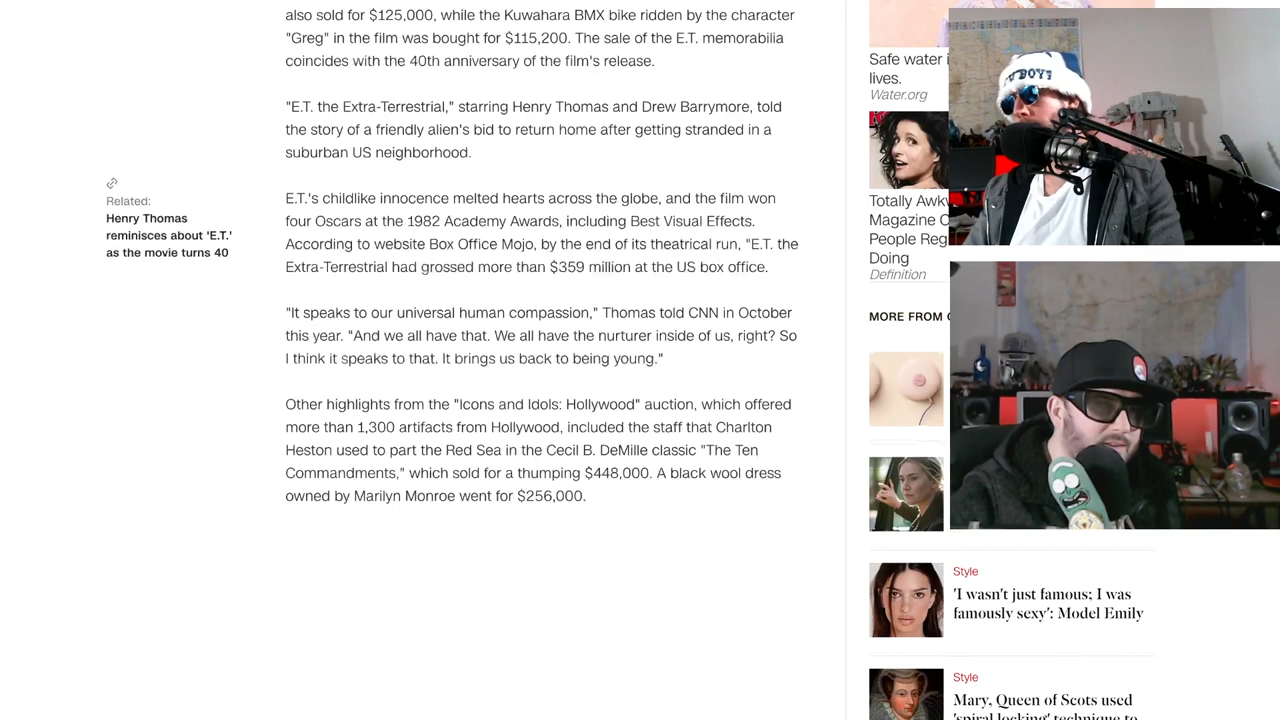 also sold for $125,000, while the Kuwahara BMX bike ridden by the character
"Greg" in the film was bought for $115,200. The sale of the E.T. memorabilia
coincides with the 40th anniversary of the film's release.
"E.T. the Extra-Terrestrial," starring Henry Thomas and Drew Barrymore, told
the story of a friendly alien's bid to return home after getting stranded in a
suburban US neighborhood.
Related:
Henry Thomas
reminisces about 'E.T.'
as the movie turns 40
E.T.'s childlike innocence melted hearts across the globe, and the film won
four Oscars at the 1982 Academy Awards, including Best Visual Effects.
According to website Box Office Mojo, by the end of its theatrical run, "E.T. the
Extra-Terrestrial had grossed more than $359 million at the US box office.
"It speaks to our universal human compassion," Thomas told CNN in October
this year. "And we all have that. We all have the nurturer inside of us, right? So
I think it speaks to that. It brings us back to being young."
Other highlights from the "Icons and Idols: Hollywood" auction, which offered
more than 1,300 artifacts from Hollywood, included the staff that Charlton
Heston used to part the Red Sea in the Cecil B. DeMille classic "The Ten
Commandments," which sold for a thumping $448,000. A black wool dress
owned by Marilyn Monroe went for $256,000.
Safe water
lives.
Water.org
Totally
Magazine
People
Doing
Definition
MORE FROM
Style
'I wasn't just famous; I was
famously sexy': Model Emily
Style
Mary, Queen of Scots used
'spiral locking' technique to